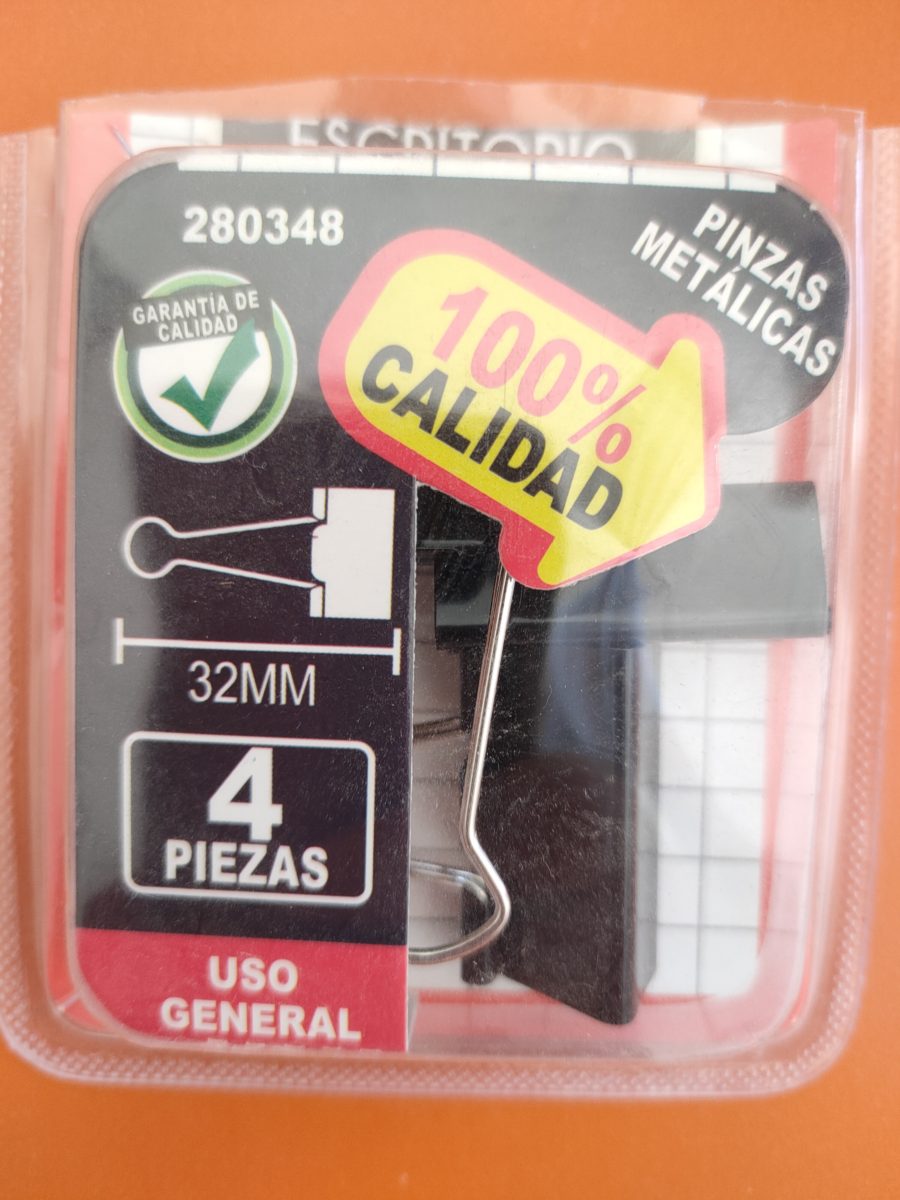 ESCRITORIO
280348
PINZAS
METÁLICAS
GARANTÍA DE
CALIDAD
100%
CALIDAD
32MM
4
PIEZAS
USO
GENERAL